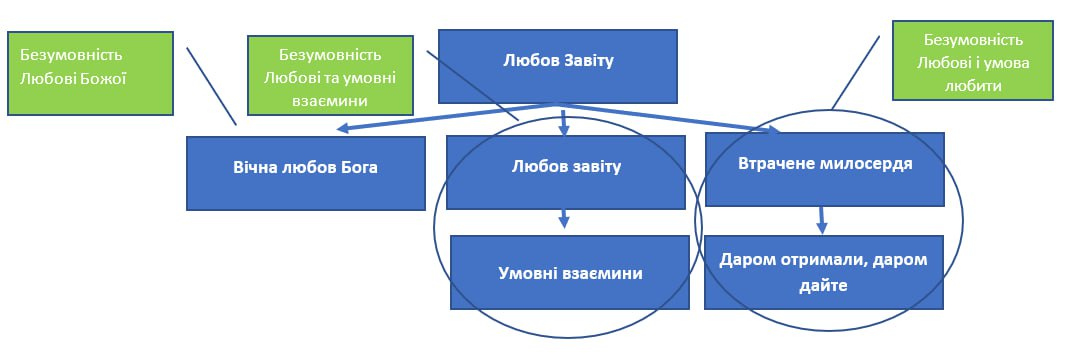 Безумовність
Любові Божої
Безумовність
Любові та умовні
взаємини
Любов Завіту
Безумовність
Любові і умова
любити
Вічна любов Бога
Любов завіту
Втрачене милосердя
Умовні взаємини
Даром отримали, даром
дайте